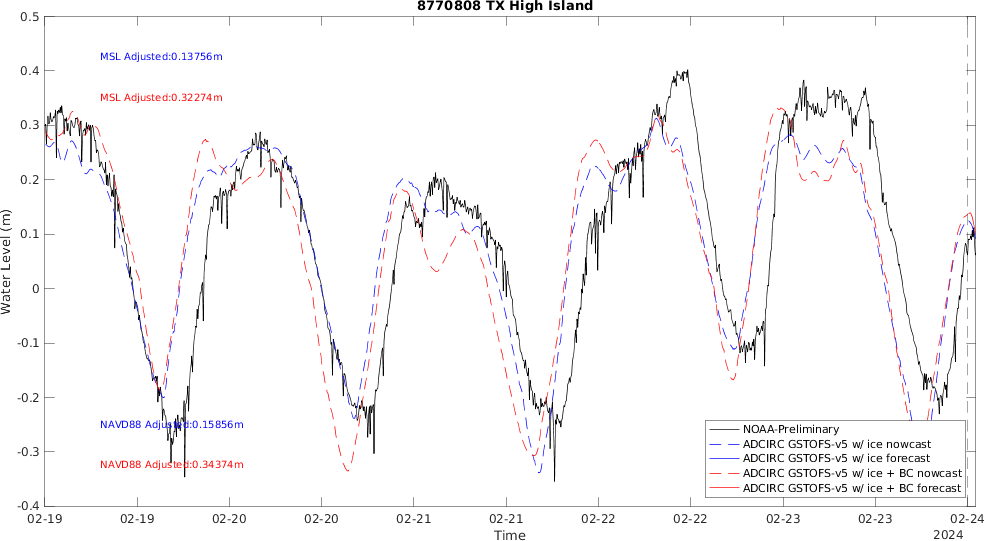 8770808 TX High Island
0.5
0.4
0.3
0.2
0.1
0
-0.1
-0.2
-0.3
-0.4
Water Level (m)
MSL Adjusted:0.13756m
MSL Adjusted:0.32274m
NAVD88 Adjusted:0.15856m
NAVD88 Adjusted:0.34374m
NOAA-Preliminary
ADCIRC GSTOFS-v5 w/ ice nowcast
ADCIRC GSTOFS-v5 w/ ice forecast
ADCIRC GSTOFS-v5 w/ ice + BC nowcast
ADCIRC GSTOFS-v5 w/ ice + BC forecast
02-19 02-19 02-20 02-20 02-21 02-21 02-22 02-22 02-23 02-23 02-24
Time
2024